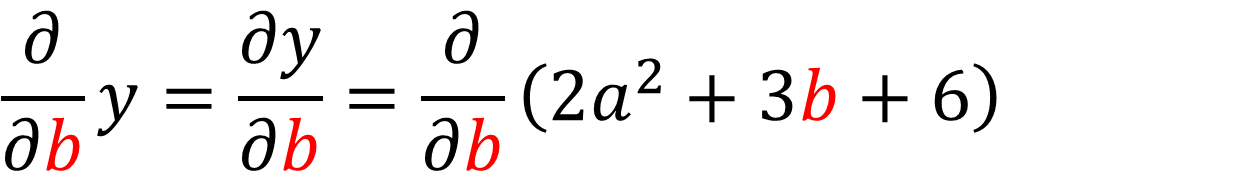 ∂/∂b y = ∂y/∂b = ∂/∂b (2a² + 3b + 6)